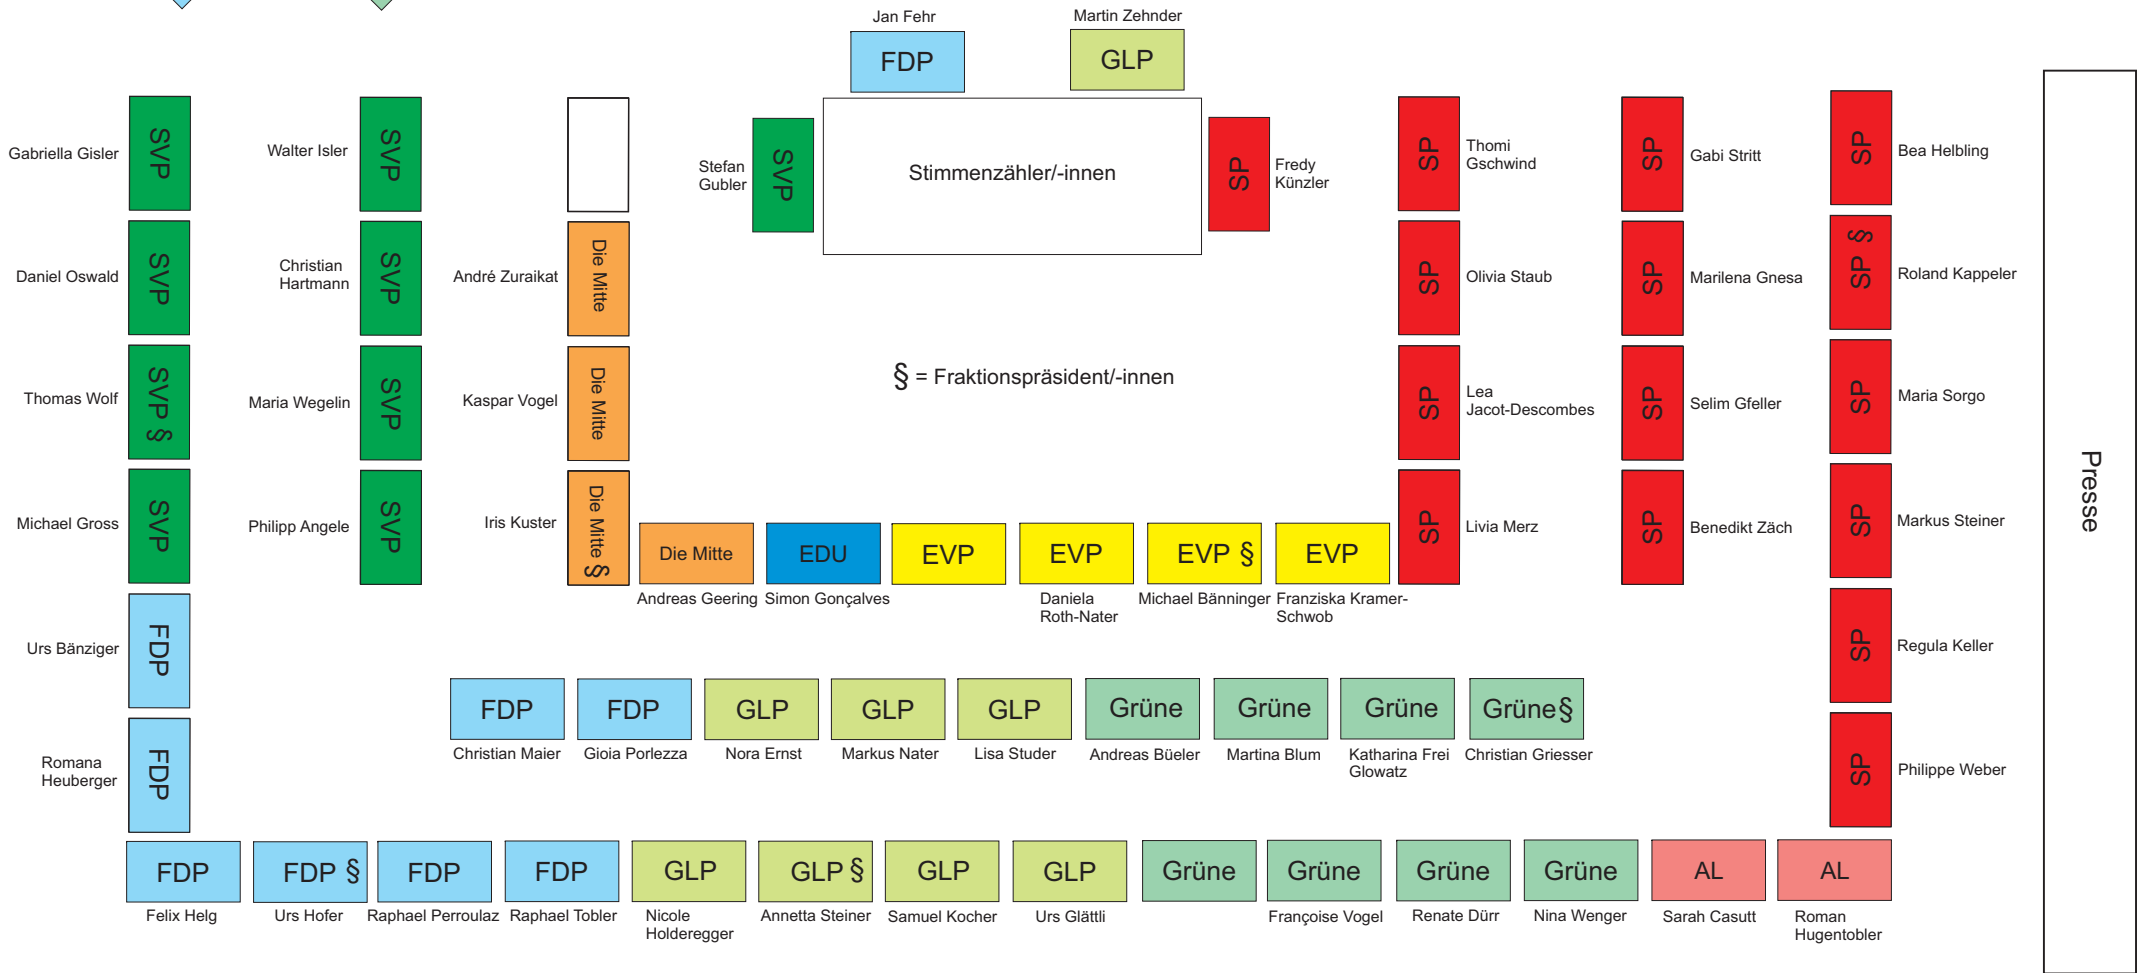 Jan Fehr
Martin Zehnder
FDP
GLP
Gabriella Gisler
SVP
Walter Isler
SVP
Stefan
Gubler
SVP
Stimmenzähler/-innen
SP
Fredy
Künzler
SP
Thomi
Gschwind
SP
Gabi Stritt
SP
Bea Helbling
Daniel Oswald
SVP
Christian
Hartmann
SVP
André Zuraikat
Die Mitte
SP
Olivia Staub
SP
Marilena Gnesa
SP §
Roland Kappeler
Thomas Wolf
SVP §
Maria Wegelin
SVP
Kaspar Vogel
Die Mitte
§ = Fraktionspräsident/-innen
SP
Lea
Jacot-Descombes
SP
Selim Gfeller
SP
Maria Sorgo
Michael Gross
SVP
Philipp Angele
SVP
Iris Kuster
Die Mitte §
Die Mitte
EDU
EVP
EVP
EVP §
EVP
SP
Livia Merz
SP
Benedikt Zäch
SP
Markus Steiner
Presse
Andreas Geering
Simon Gonçalves
Daniela
Roth-Nater
Michael Bänninger
Franziska Kramer-
Schwob
Urs Bänziger
FDP
SP
Regula Keller
FDP
FDP
GLP
GLP
GLP
Grüne
Grüne
Grüne
Grüne§
Christian Maier
Gioia Porlezza
Nora Ernst
Markus Nater
Lisa Studer
Andreas Büeler
Martina Blum
Katharina Frei
Glowatz
Christian Griesser
Romana
Heuberger
FDP
SP
Philippe Weber
FDP
FDP §
FDP
FDP
GLP
GLP §
GLP
GLP
Grüne
Grüne
Grüne
Grüne
AL
AL
Felix Helg
Urs Hofer
Raphael Perroulaz
Raphael Tobler
Nicole
Holderegger
Annetta Steiner
Samuel Kocher
Urs Glättli
Françoise Vogel
Renate Dürr
Nina Wenger
Sarah Casutt
Roman
Hugentobler